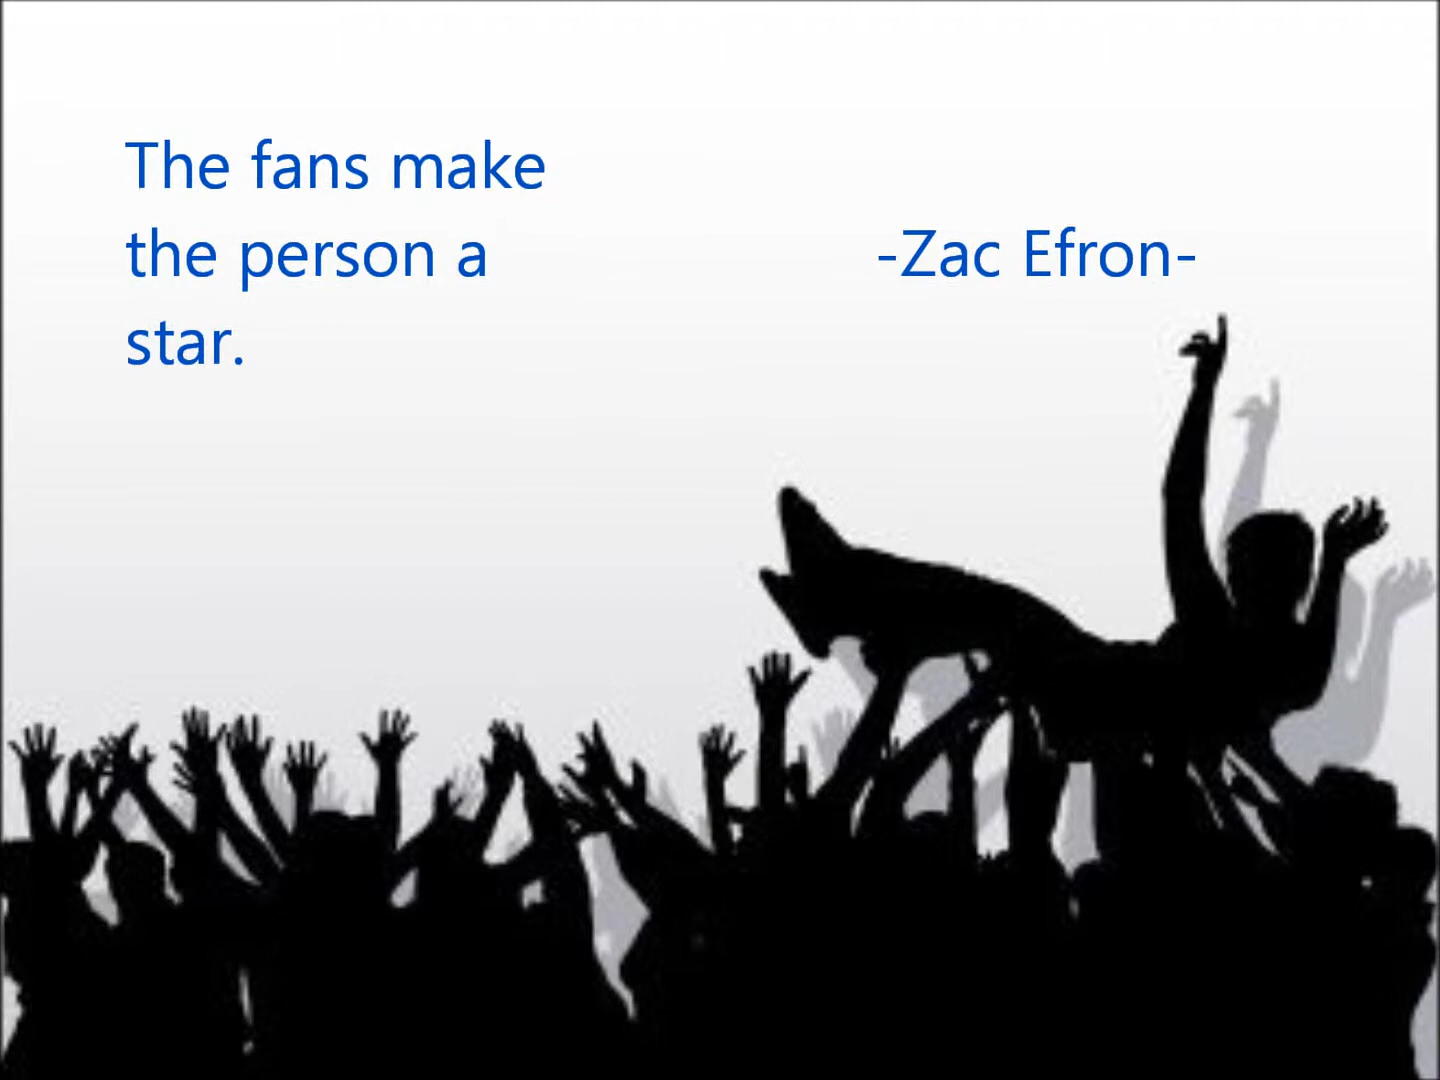 The fans make
the person a
star.
-Zac Efron-